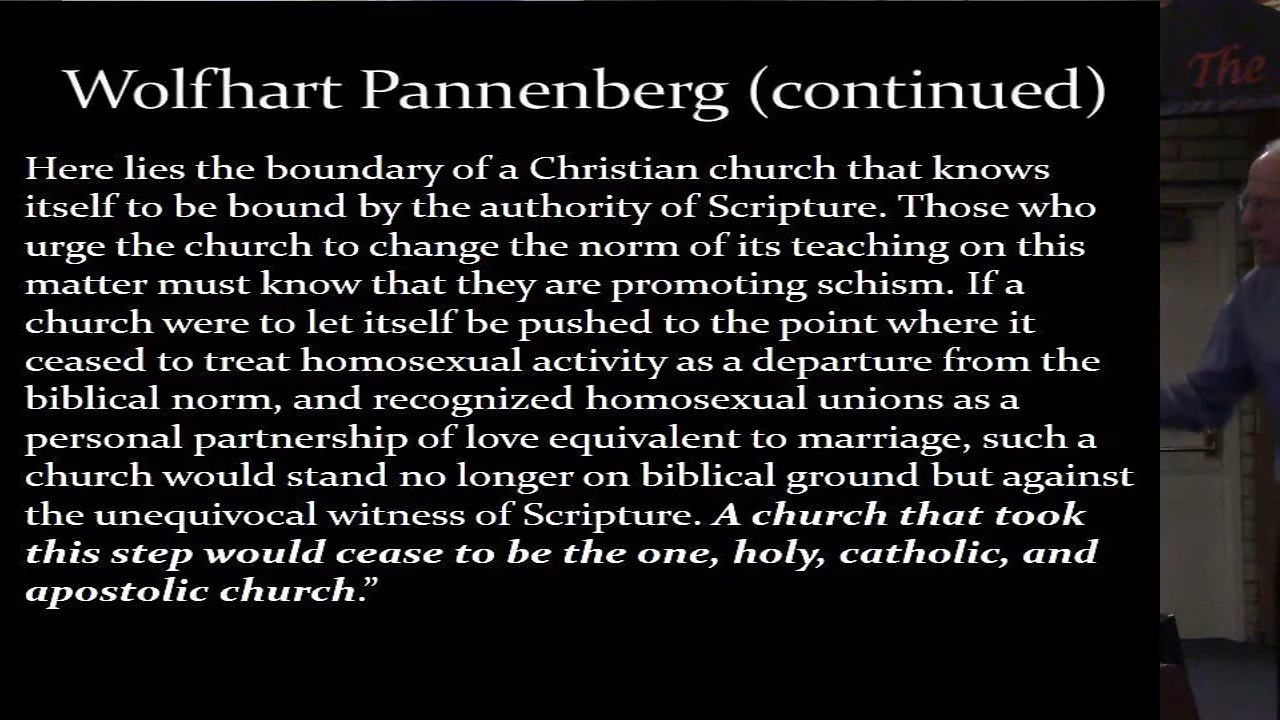 Wolfhart Pannenberg (continued)
Here lies the boundary of a Christian church that knows
itself to be bound by the authority of Scripture. Those who
urge the church to change the norm of its teaching on this
matter must know that they are promoting schism. If a
church were to let itself be pushed to the point where it
ceased to treat homosexual activity as a departure from the
biblical norm, and recognized homosexual unions as a
personal partnership of love equivalent to marriage, such a
church would stand no longer on biblical ground but against
the unequivocal witness of Scripture. A church that took
this step would cease to be the one, holy, catholic, and
apostolic church.”
The